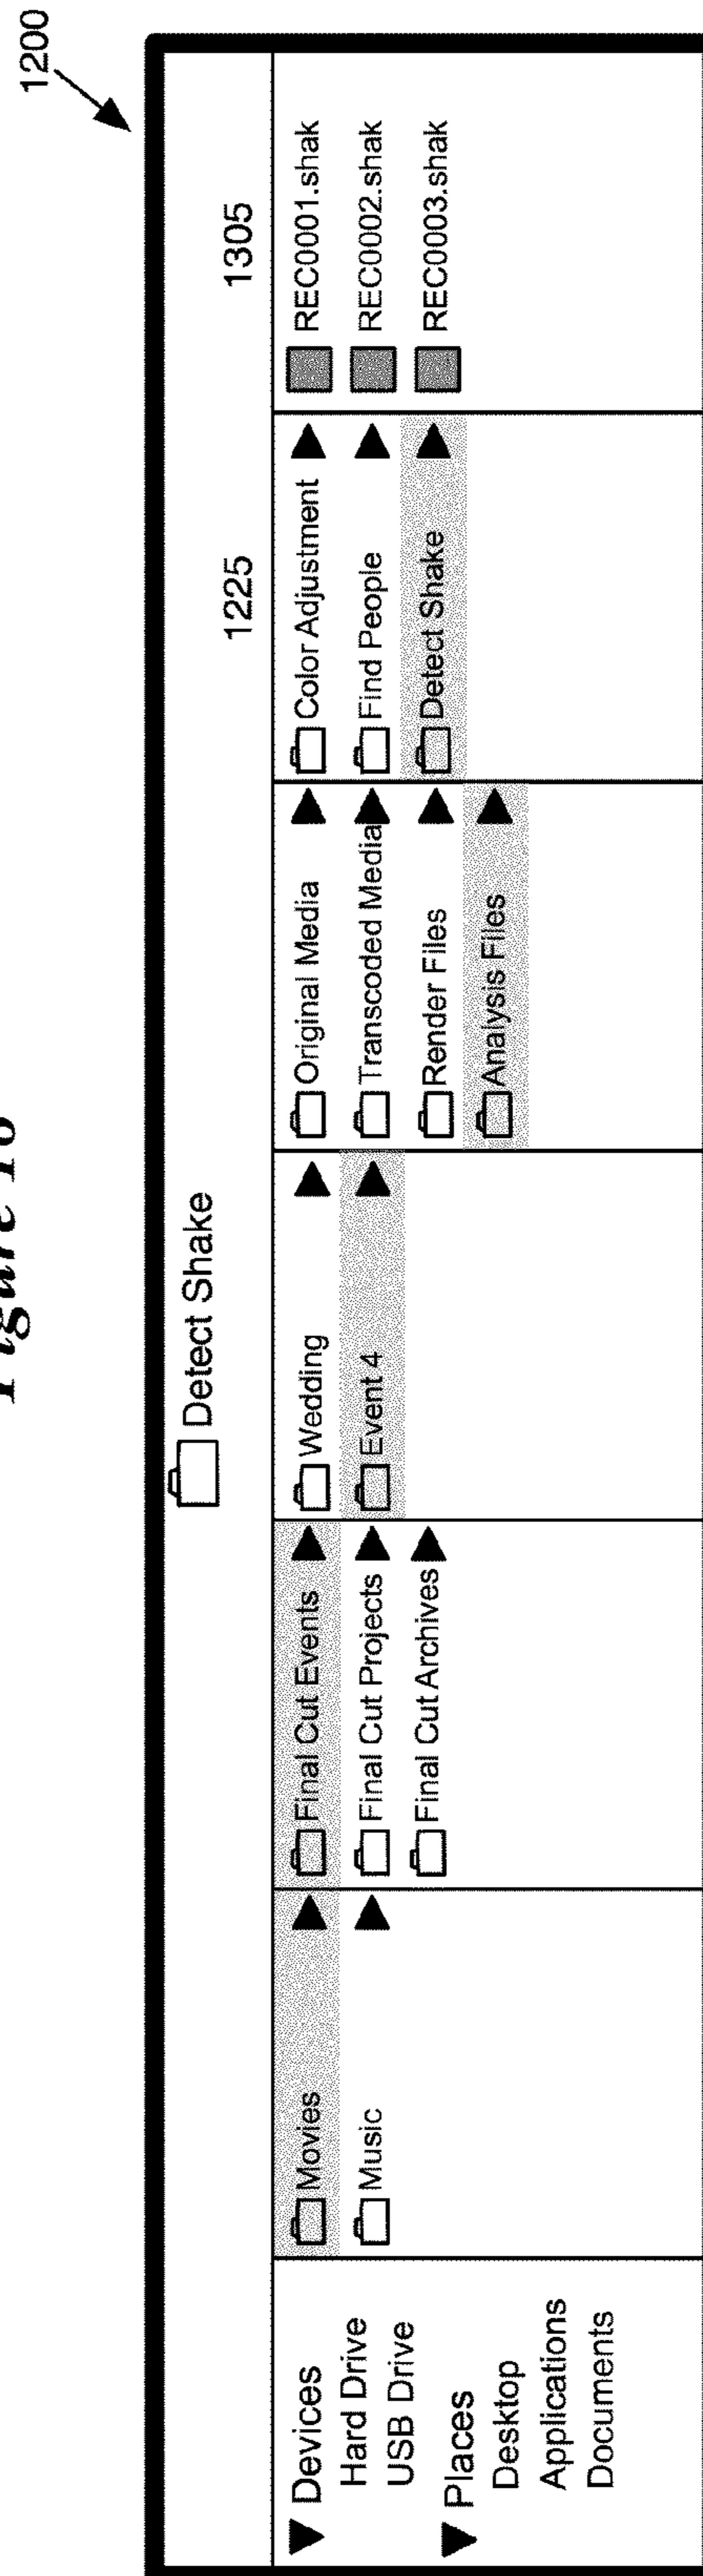 Figure
1200
Detect Shake
1225
1305
Devices
Hard Drive
USB Drive
Places
Desktop
Applications
Documents
Movies
Music
Final Cut Events
Final Cut Projects
Final Cut Archives
Wedding
Event 4
Original Media
Transcoded Media
Render Files
Analysis Files
Color Adjustment
Find People
Detect Shake
REC0001.shak
REC0002.shak
REC0003.shak